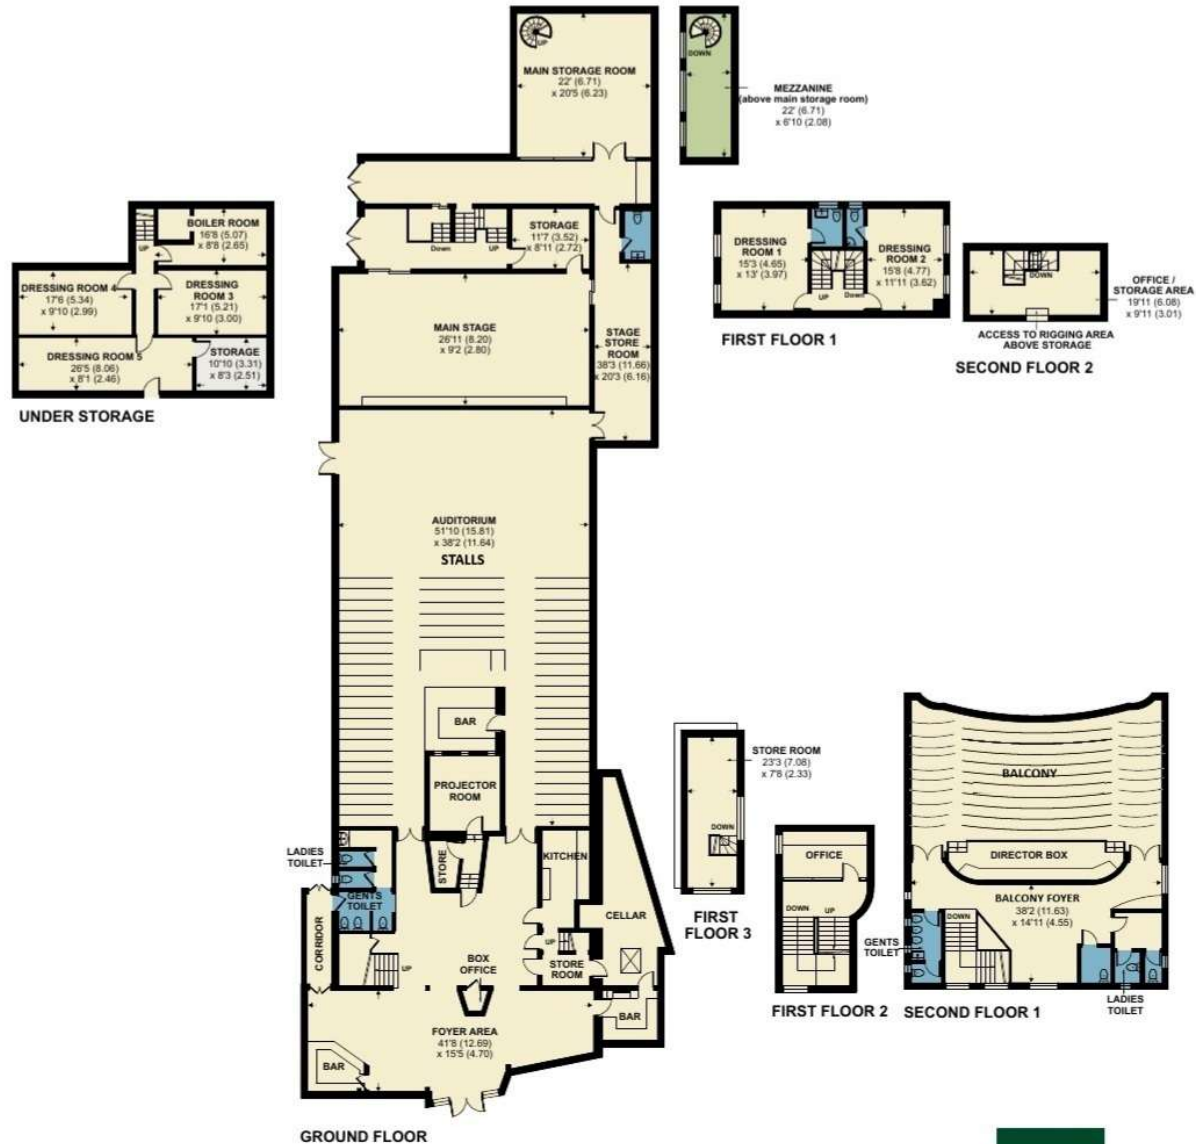 UP
MAIN STORAGE ROOM
22' (6.71)
x 20'5 (6.23)
DOWN
MEZZANINE
(above main storage room)
22' (6.71)
x 6'10 (2.08)
BOILER ROOM
16'8 (5.07)
x 8'8 (2.65)
UP
DRESSING ROOM 4
17'6 (5.34)
x 9'10 (2.99)
DRESSING
ROOM 3
17'1 (5.21)
x 9'10 (3.00)
DRESSING ROOM 5
26'5 (8.06)
x 8'1 (2.46)
STORAGE
10'10 (3.31)
x 8'3 (2.51)
UNDER STORAGE
Down
UP
STORAGE
11'7 (3.52)
x 8'11 (2.72)
MAIN STAGE
26'11 (8.20)
x 9'2 (2.80)
STAGE
STORE
ROOM
38'3 (11.66)
x 20'3 (6.16)
DRESSING
ROOM 1
15'3 (4.65)
x 13' (3.97)
UP
Down
DRESSING
ROOM 2
15'8 (4.77)
x 11'11 (3.62)
FIRST FLOOR 1
DOWN
OFFICE /
STORAGE AREA
19'11 (6.08)
x 9'11 (3.01)
ACCESS TO RIGGING AREA
ABOVE STORAGE
SECOND FLOOR 2
AUDITORIUM
51'10 (15.81)
x 38'2 (11.64)
STALLS
BAR
PROJECTOR
ROOM
STORE
KITCHEN
LADIES
TOILET
GENTS
TOILET
CORRIDOR
UP
BOX
OFFICE
UP
STORE
ROOM
CELLAR
BAR
FOYER AREA
41'8 (12.69)
x 15'5 (4.70)
BAR
GROUND FLOOR
STORE ROOM
23'3 (7.08)
x 7'8 (2.33)
DOWN
FIRST
FLOOR 3
OFFICE
DOWN
UP
FIRST FLOOR 2
BALCONY
DIRECTOR BOX
BALCONY FOYER
38'2 (11.63)
x 14'11 (4.55)
DOWN
GENTS
TOILET
LADIES
TOILET
SECOND FLOOR 1